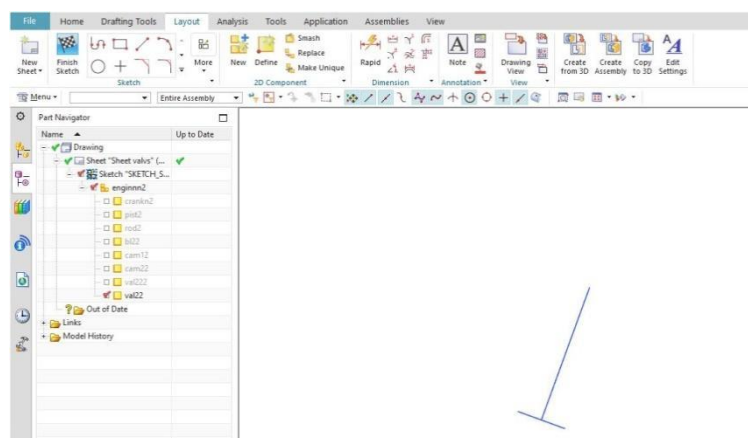 File Home Drafting Tools Layout Analysis Tools Application Assemblies View
New Sheet
Finish Sketch
More
Sketch
New
Define
Smash
Replace
Make Unique
2D Component
Rapid
Dimension
Note
Annotation
Drawing View
View
Create from 3D
Create Assembly
Copy to 3D
Edit Settings
Menu
Entire Assembly
Part Navigator
Name Up to Date
Drawing
Sheet "Sheet valvs" (...
Sketch "SKETCH_S...
enginnn2
crankn2
pist2
rod2
bl22
cam12
cam22
val222
val22
Out of Date
Links
Model History